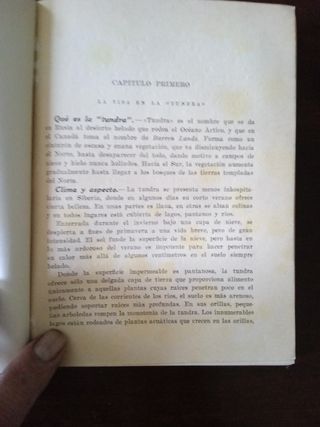 CAPITULO PRIMERO
LA VIDA EN LA «TUNDRA»
Qué es la "tundra".—«Tundra» es el nombre que se da
en Rusia al desierto helado que rodea el Océano Artico, y que
en el Canadá toma el nombre de Barren Lands. Forma como un
cinturón de escasa y enana vegetación, que va disminuyendo hacia
el Norte, hasta desaparecer del todo, dando motivo a campos de
nieve y hielo nunca hollados. Hacia el Sur, la vegetación aumenta
gradualmente hasta llegar a los bosques de las tierras templadas
del Norte.
Clima y aspecto.—La tundra se presenta menos inhospita-
laria en Siberia, donde en algunos días su corto verano ofrece
cierta belleza. En unas partes es llana, en otras se alzan colinas
y en todos lugares está cubierta de lagos, pantanos y ríos.
Encerrada durante el invierno bajo una capa de nieve, se
despierta a fines de primavera a una vida breve, pero de gran
intensidad. El sol funde la superficie de la nieve, pero hasta en
lo más ardoroso del verano es impotente para hacer penetrar
su calor más allá de algunos centímetros en el suelo siempre
helado.
Donde la superficie impermeable es pantanosa, la tundra
ofrece sólo una delgada capa de tierra que proporciona alimento
únicamente a aquellas plantas cuyas raíces penetran poco en el
suelo. Cerca de las corrientes de los ríos, el suelo es más arenoso,
pudiendo soportar raíces más profundas. En sus orillas, peque-
ñas arboledas rompen la monotonía de la tundra. Los innumerables
lagos están rodeados de plantas acuáticas que crecen en las orillas,